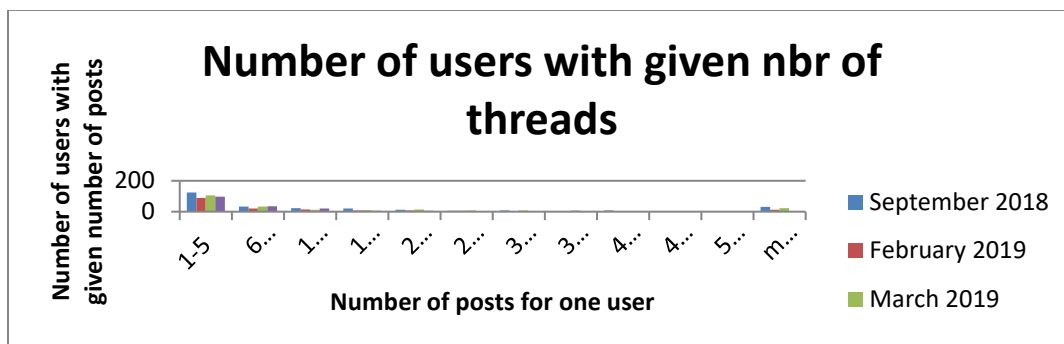 Number of users with given nbr of
threads
Number of users with
given number of posts
200
0
1-5
6...
1...
1...
2...
2...
3...
3...
4...
4...
5...
m...
Number of posts for one user
September 2018
February 2019
March 2019